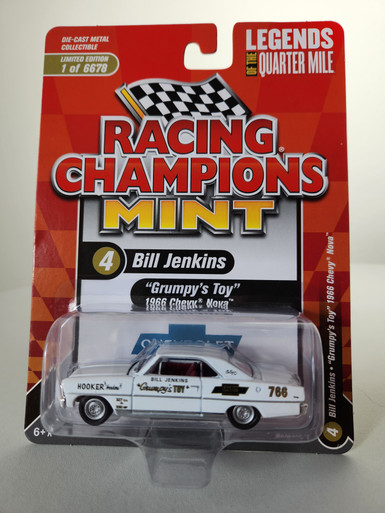 DIE-CAST METAL
COLLECTIBLE
LIMITED EDITION
1 of 6678
LEGENDS
OF THE
QUARTER MILE
RACING
CHAMPIONS®
MINT
4 Bill Jenkins
"Grumpy's Toy"
1966 Chevy® Nova™
CHEVROLET
HOOKER
BILL JENKINS
"Grumpy's TOY"
766
6+
Bill Jenkins • "Grumpy's Toy" 1966 Chevy® Nova™
4